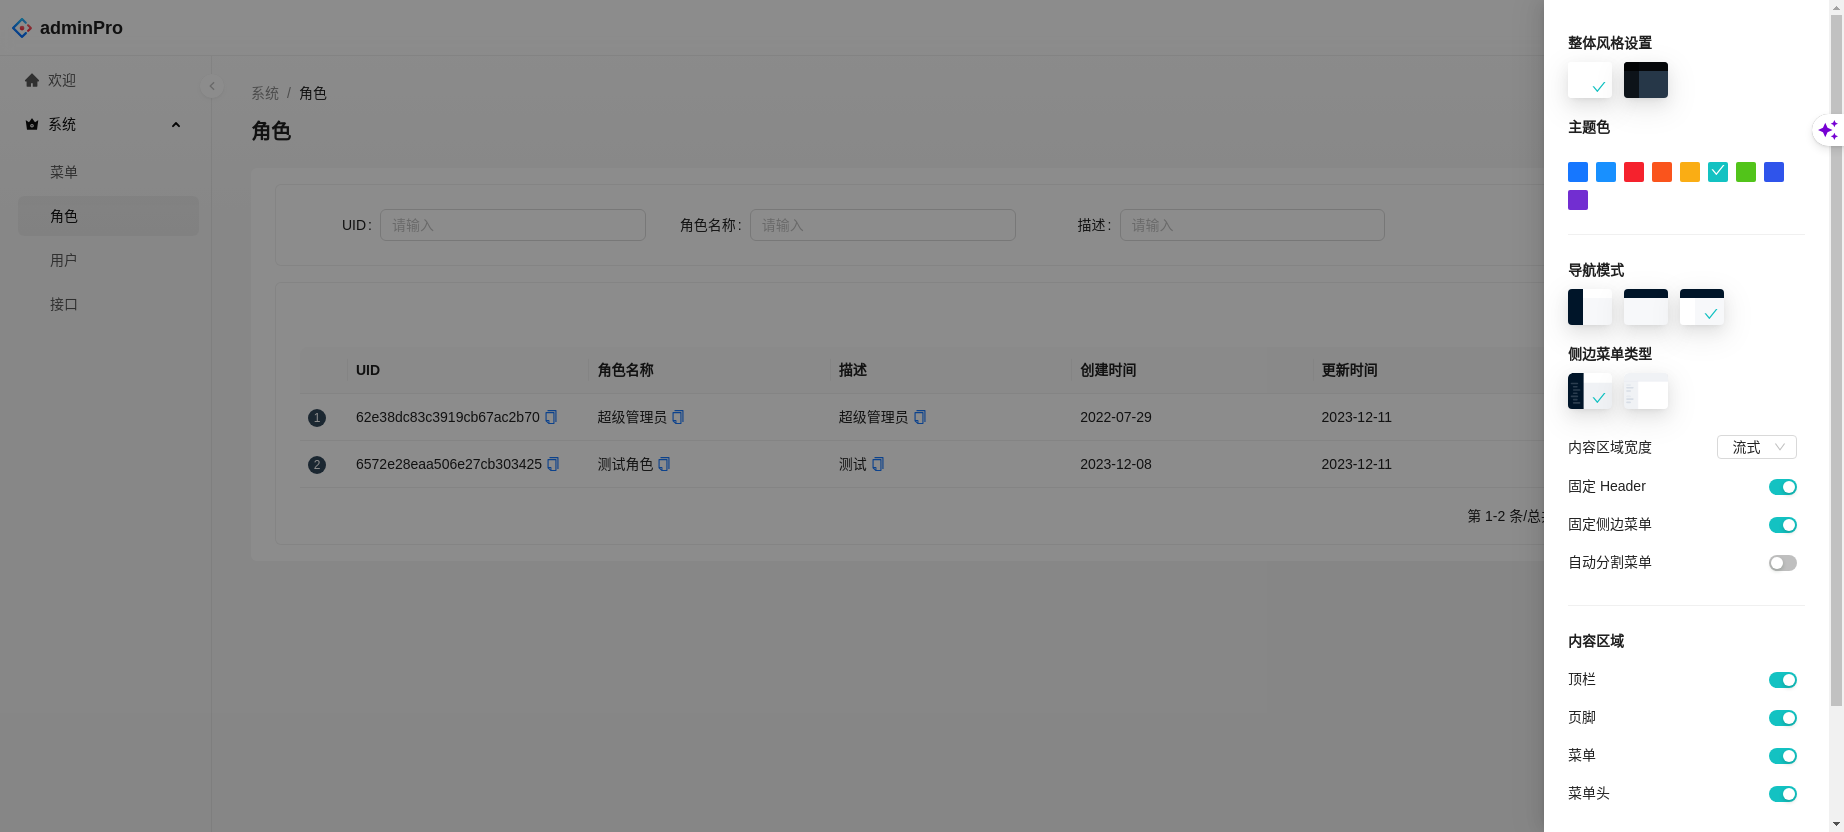 adminPro
欢迎
系统
菜单
角色
用户
接口
系统 / 角色
角色
UID : 请输入 角色名称 : 请输入 描述 : 请输入
UID 角色名称 描述 创建时间 更新时间
1 62e38dc83c3919cb67ac2b70 超级管理员 超级管理员 2022-07-29 2023-12-11
2 6572e28eaa506e27cb303425 测试角色 测试 2023-12-08 2023-12-11
第 1-2 条/总
整体风格设置
主题色
导航模式
侧边菜单类型
内容区域宽度 流式
固定 Header
固定侧边菜单
自动分割菜单
内容区域
顶栏
页脚
菜单
菜单头